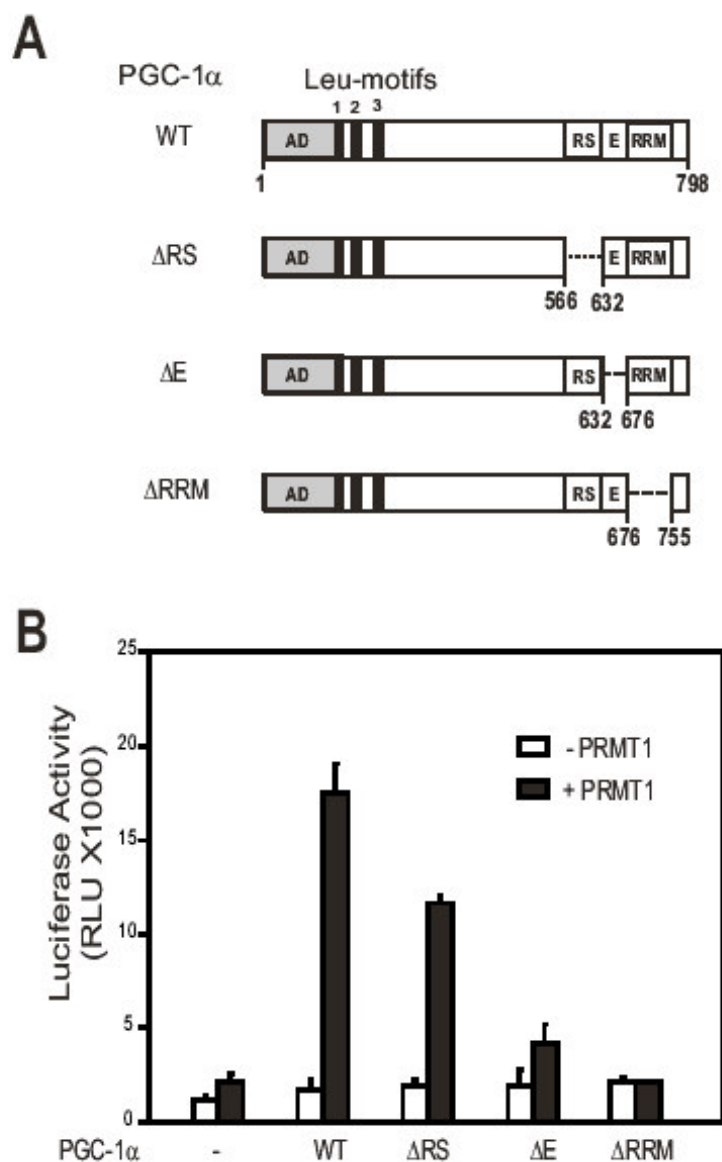 A
PGC-1α
Leu-motifs
1 2 3
WT
AD RS E RRM
1 798
ΔRS
AD E RRM
566 632
ΔE
AD RS RRM
632 676
ΔRRM
AD RS E
676 755
B
Luciferase Activity
(RLU X1000)
25
20
15
10
5
0
- PRMT1
+ PRMT1
PGC-1α - WT ΔRS ΔE ΔRRM